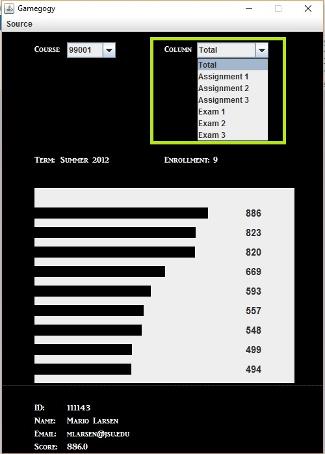 Gamegogy
Source
Course 99001 Column Total
Total
Assignment 1
Assignment 2
Assignment 3
Exam 1
Exam 2
Exam 3
Term: Summer 2012 Enrollment: 9
886
823
820
669
593
557
548
499
494
ID: 111143
Name: Mario Larsen
Email: mlarsen@jsu.edu
Score: 886.0